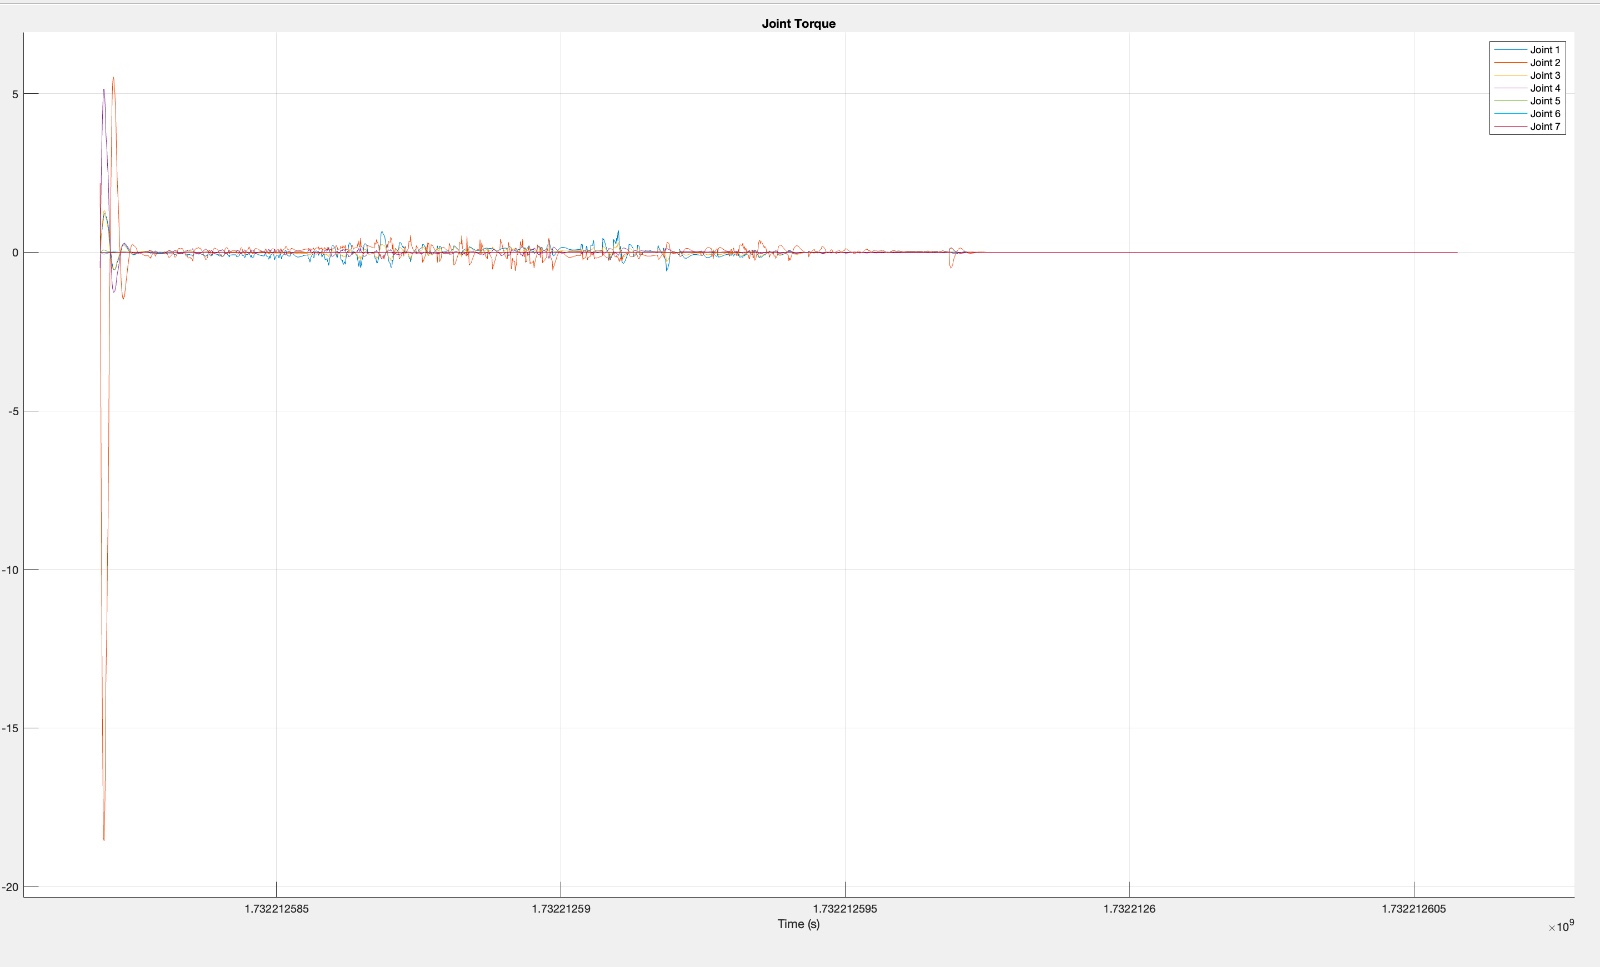 Joint Torque
Joint 1
Joint 2
Joint 3
Joint 4
Joint 5
Joint 6
Joint 7
5
0
-5
-10
-15
-20
1.732212585
1.73221259
1.732212595
1.7322126
1.732212605
Time (s)
×10⁹